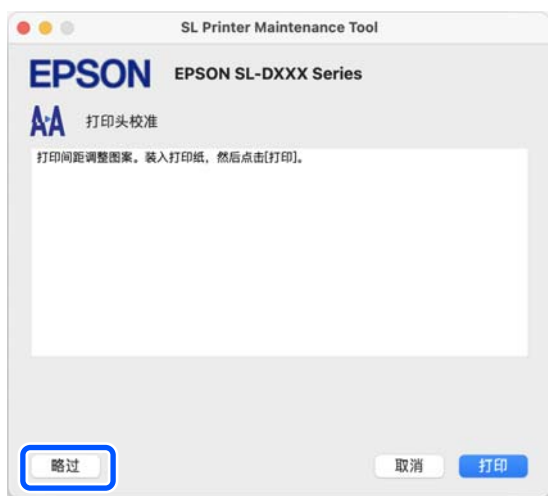 SL Printer Maintenance Tool
EPSON EPSON SL-DXXX Series
打印头校准
打印间距调整图案。装入打印纸，然后点击[打印]。
略过 取消 打印